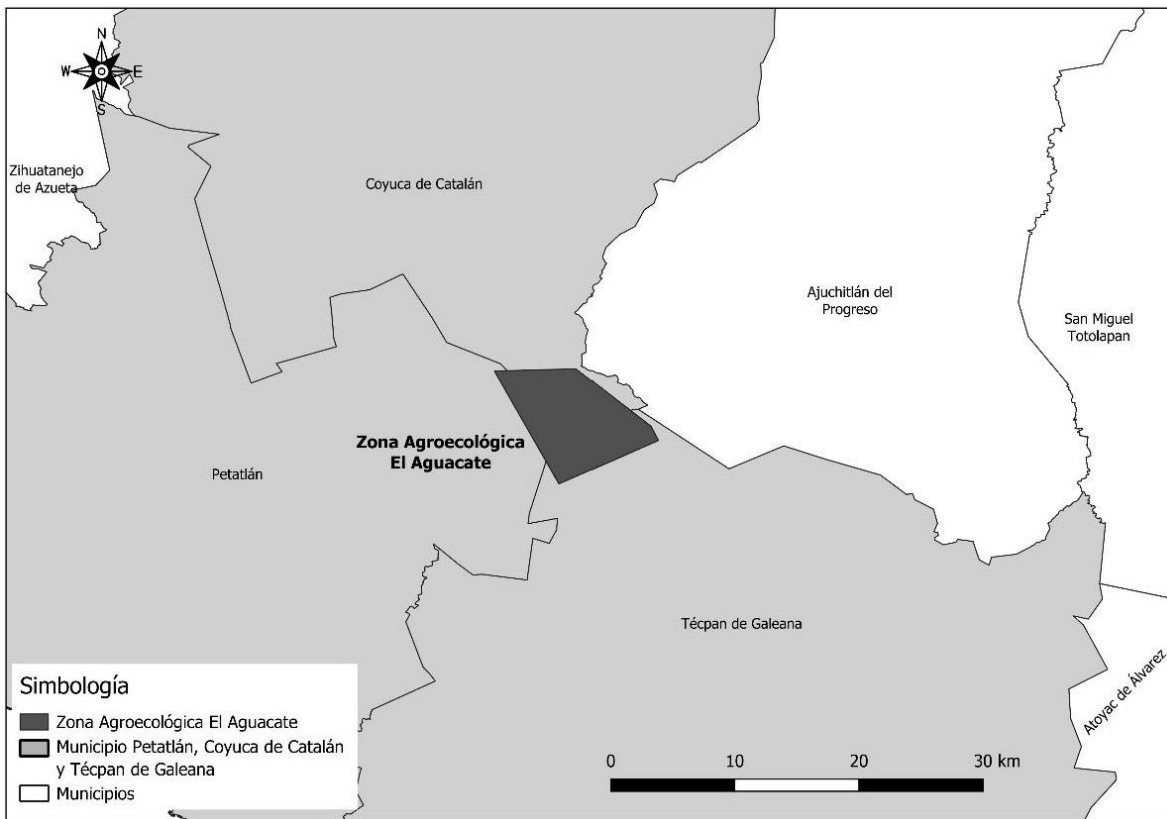 N
W E
S
Zihuatanejo
de Azueta
Coyuca de Catalán
Ajuchitlán del
Progreso
San Miguel
Totolapan
Zona Agroecológica
El Aguacate
Petatlán
Técpan de Galeana
Atoyac de Álvarez
Simbología
Zona Agroecológica El Aguacate
Municipio Petatlán, Coyuca de Catalán
y Técpan de Galeana
Municipios
0 10 20 30 km